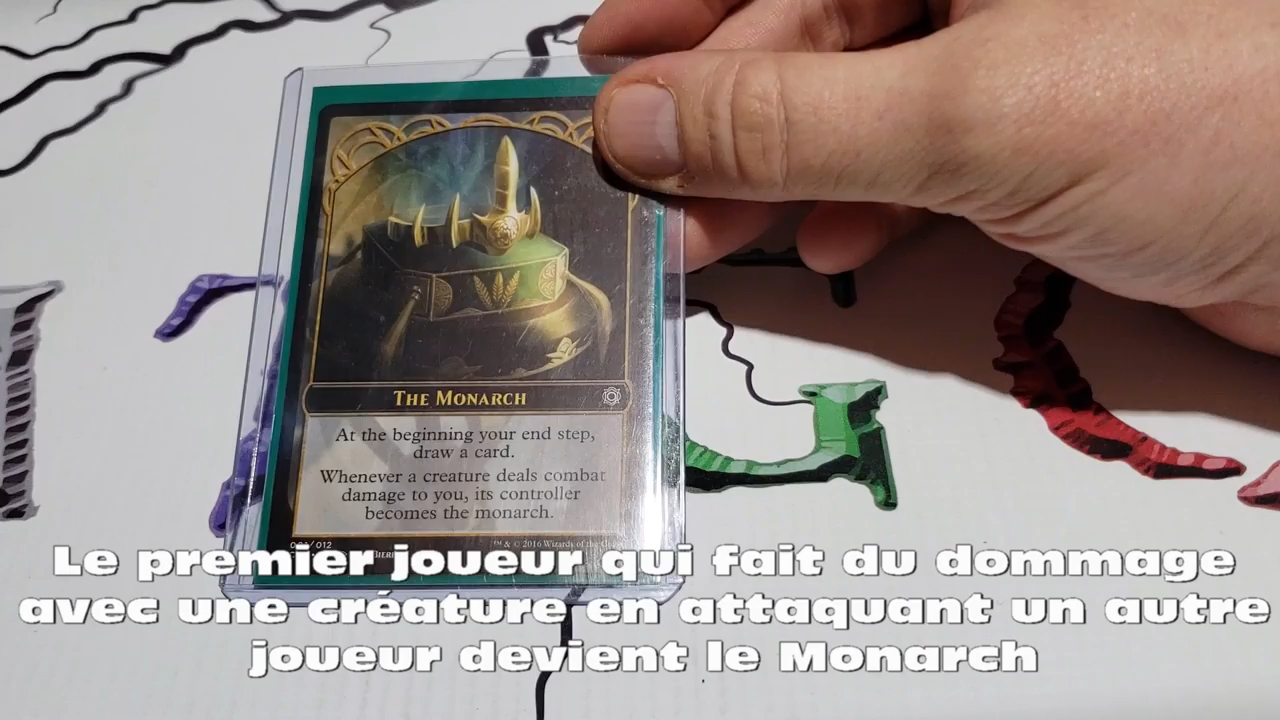 THE MONARCH
At the beginning your end step,
draw a card.
Whenever a creature deals combat
damage to you, its controller
becomes the monarch.
/012
™ & © 2016 Wizards of the
Le premier joueur qui fait du dommage
avec une créature en attaquant un autre
joueur devient le Monarch